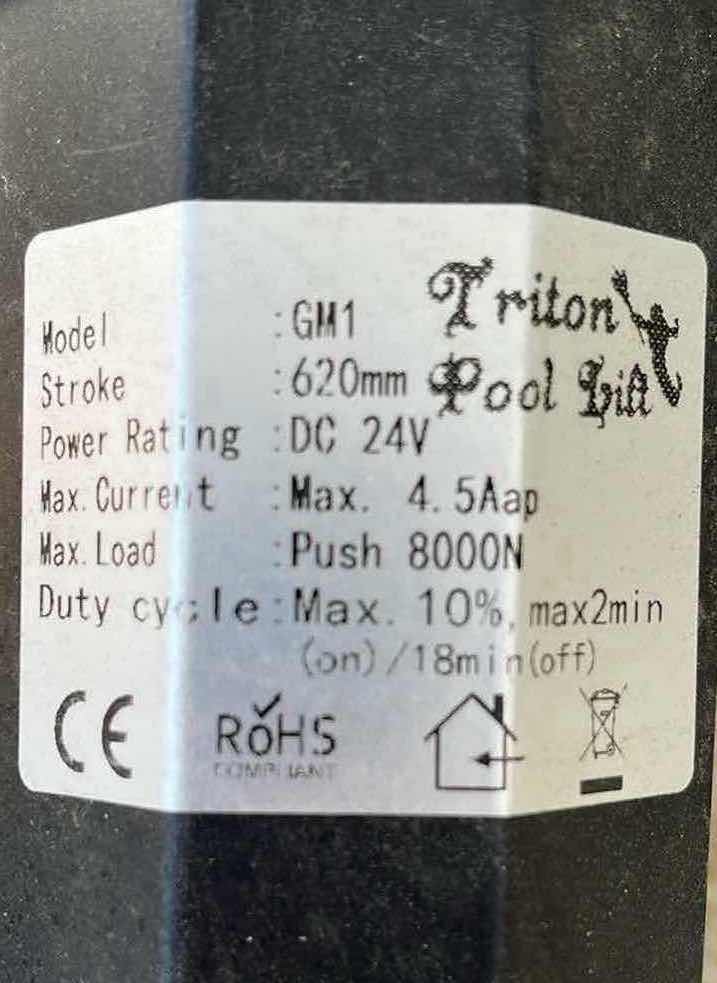 Triton
Pool Lift
Model :GM1
Stroke :620mm
Power Rating :DC 24V
Max.Current :Max. 4.5Aap
Max.Load :Push 8000N
Duty cycle:Max. 10%, max2min
(on)/18min(off)
CE
RoHS
COMPLIANT